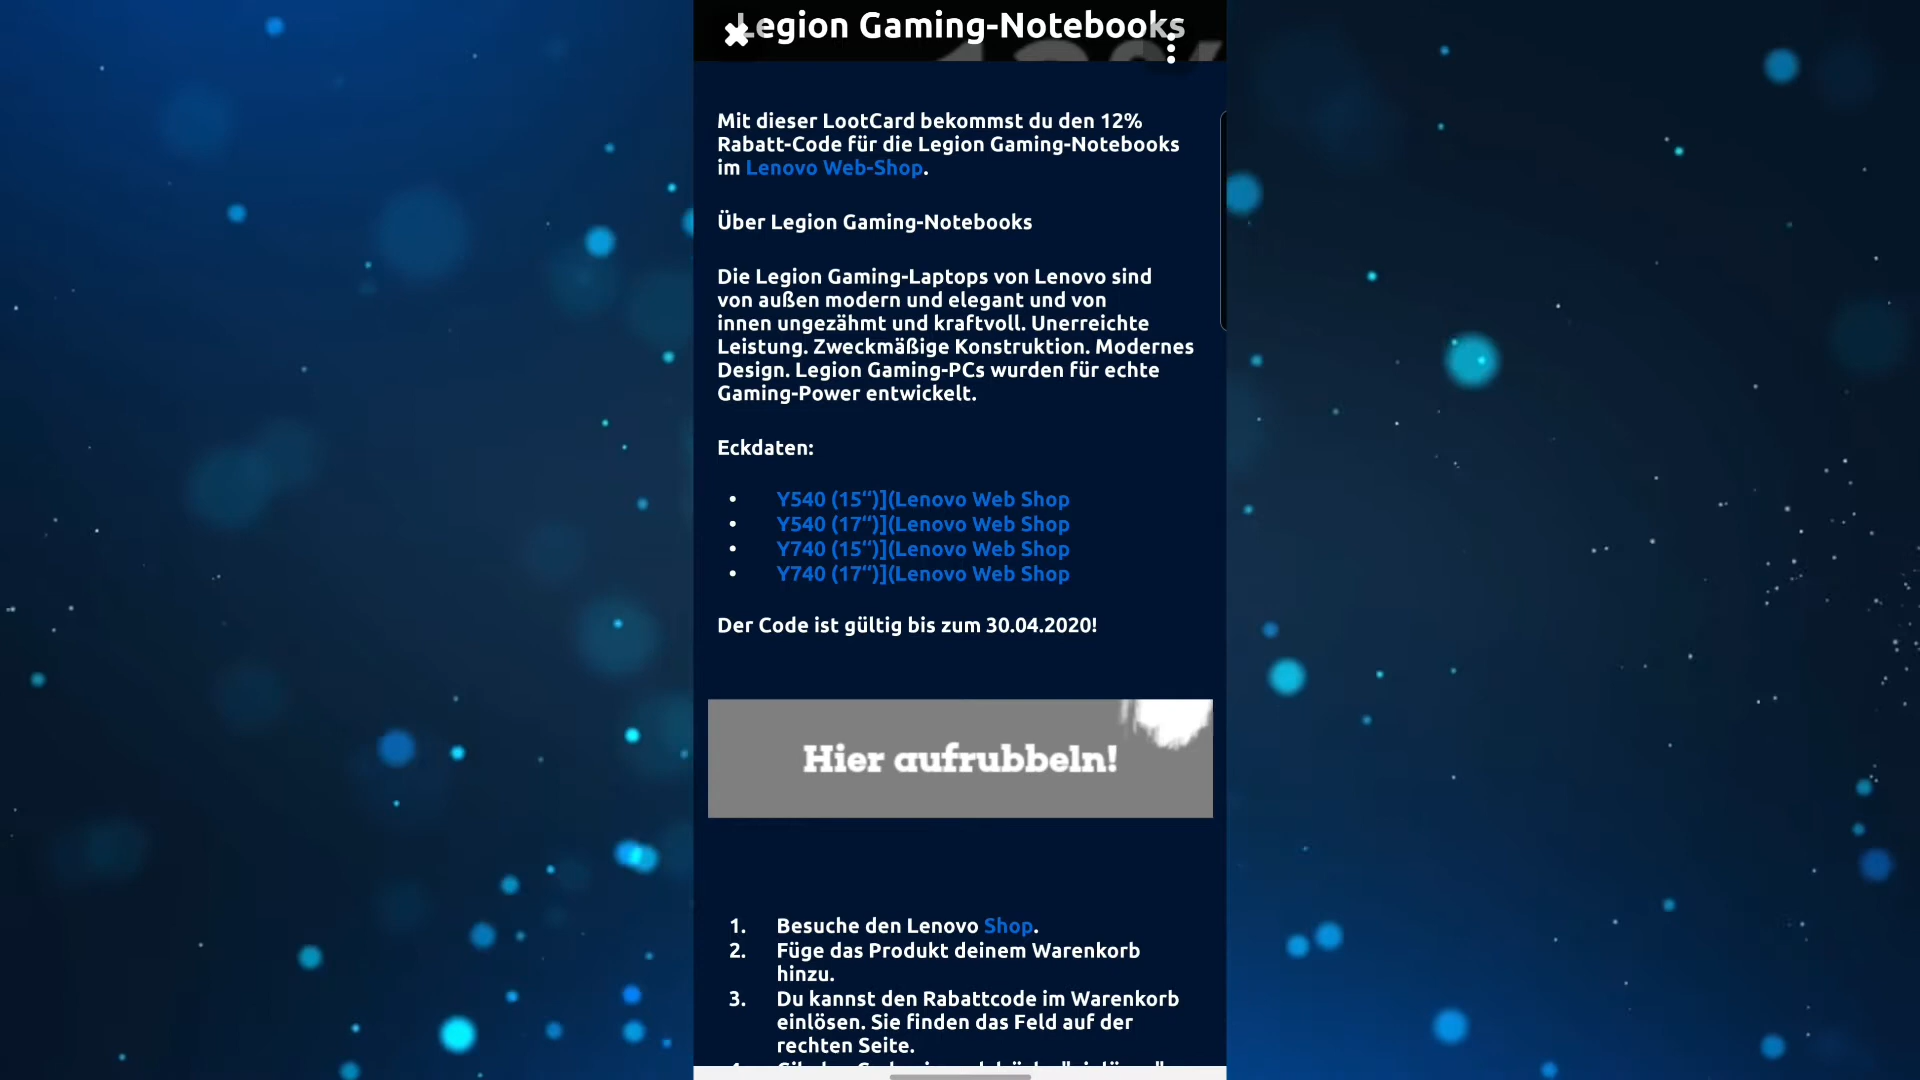 Legion Gaming-Notebooks
Mit dieser LootCard bekommst du den 12%
Rabatt-Code für die Legion Gaming-Notebooks
im Lenovo Web-Shop.
Über Legion Gaming-Notebooks
Die Legion Gaming-Laptops von Lenovo sind
von außen modern und elegant und von
innen ungezähmt und kraftvoll. Unerreichte
Leistung. Zweckmäßige Konstruktion. Modernes
Design. Legion Gaming-PCs wurden für echte
Gaming-Power entwickelt.
Eckdaten:
• Y540 (15“)](Lenovo Web Shop
• Y540 (17“)](Lenovo Web Shop
• Y740 (15“)](Lenovo Web Shop
• Y740 (17“)](Lenovo Web Shop
Der Code ist gültig bis zum 30.04.2020!
Hier aufrubbeln!
1. Besuche den Lenovo Shop.
2. Füge das Produkt deinem Warenkorb
hinzu.
3. Du kannst den Rabattcode im Warenkorb
einlösen. Sie finden das Feld auf der
rechten Seite.